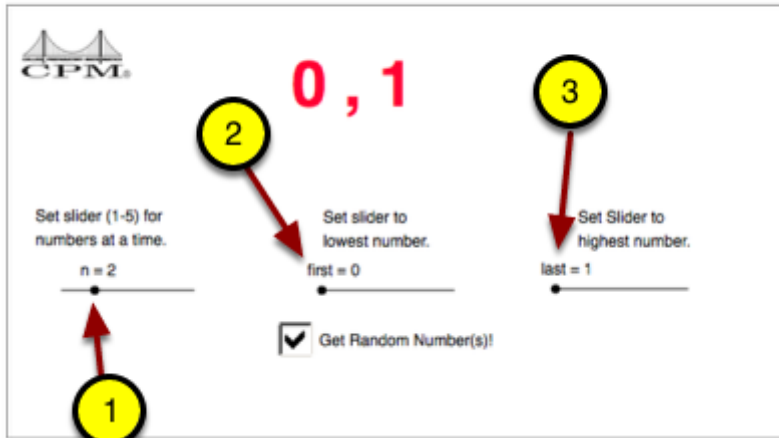 CPM®
0 , 1
2
3
Set slider (1-5) for
numbers at a time.
n = 2
Set slider to
lowest number.
first = 0
Set Slider to
highest number.
last = 1
Get Random Number(s)!
1